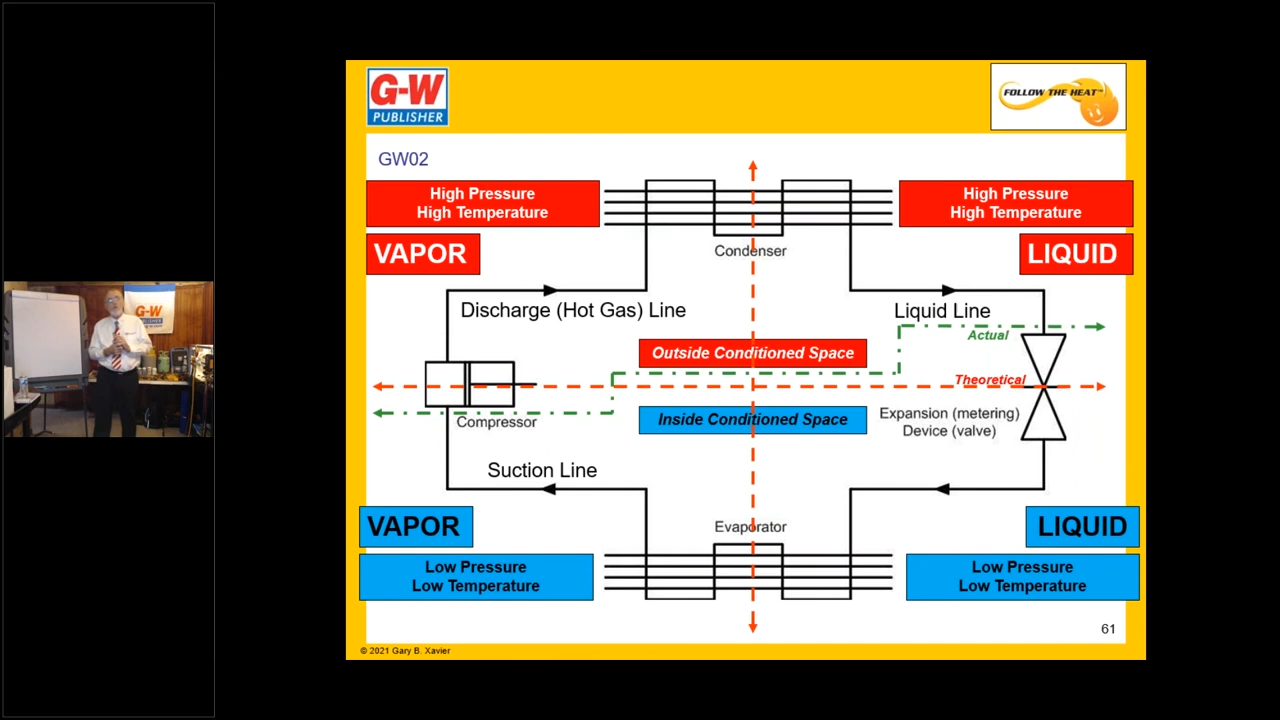 G-W
PUBLISHER
FOLLOW THE HEAT™
GW02
High Pressure
High Temperature
High Pressure
High Temperature
VAPOR
Condenser
LIQUID
Discharge (Hot Gas) Line
Liquid Line
Actual
Outside Conditioned Space
Theoretical
Inside Conditioned Space
Expansion (metering)
Device (valve)
Compressor
Suction Line
VAPOR
Evaporator
LIQUID
Low Pressure
Low Temperature
Low Pressure
Low Temperature
61
© 2021 Gary B. Xavier
G-W
PUBLISHER